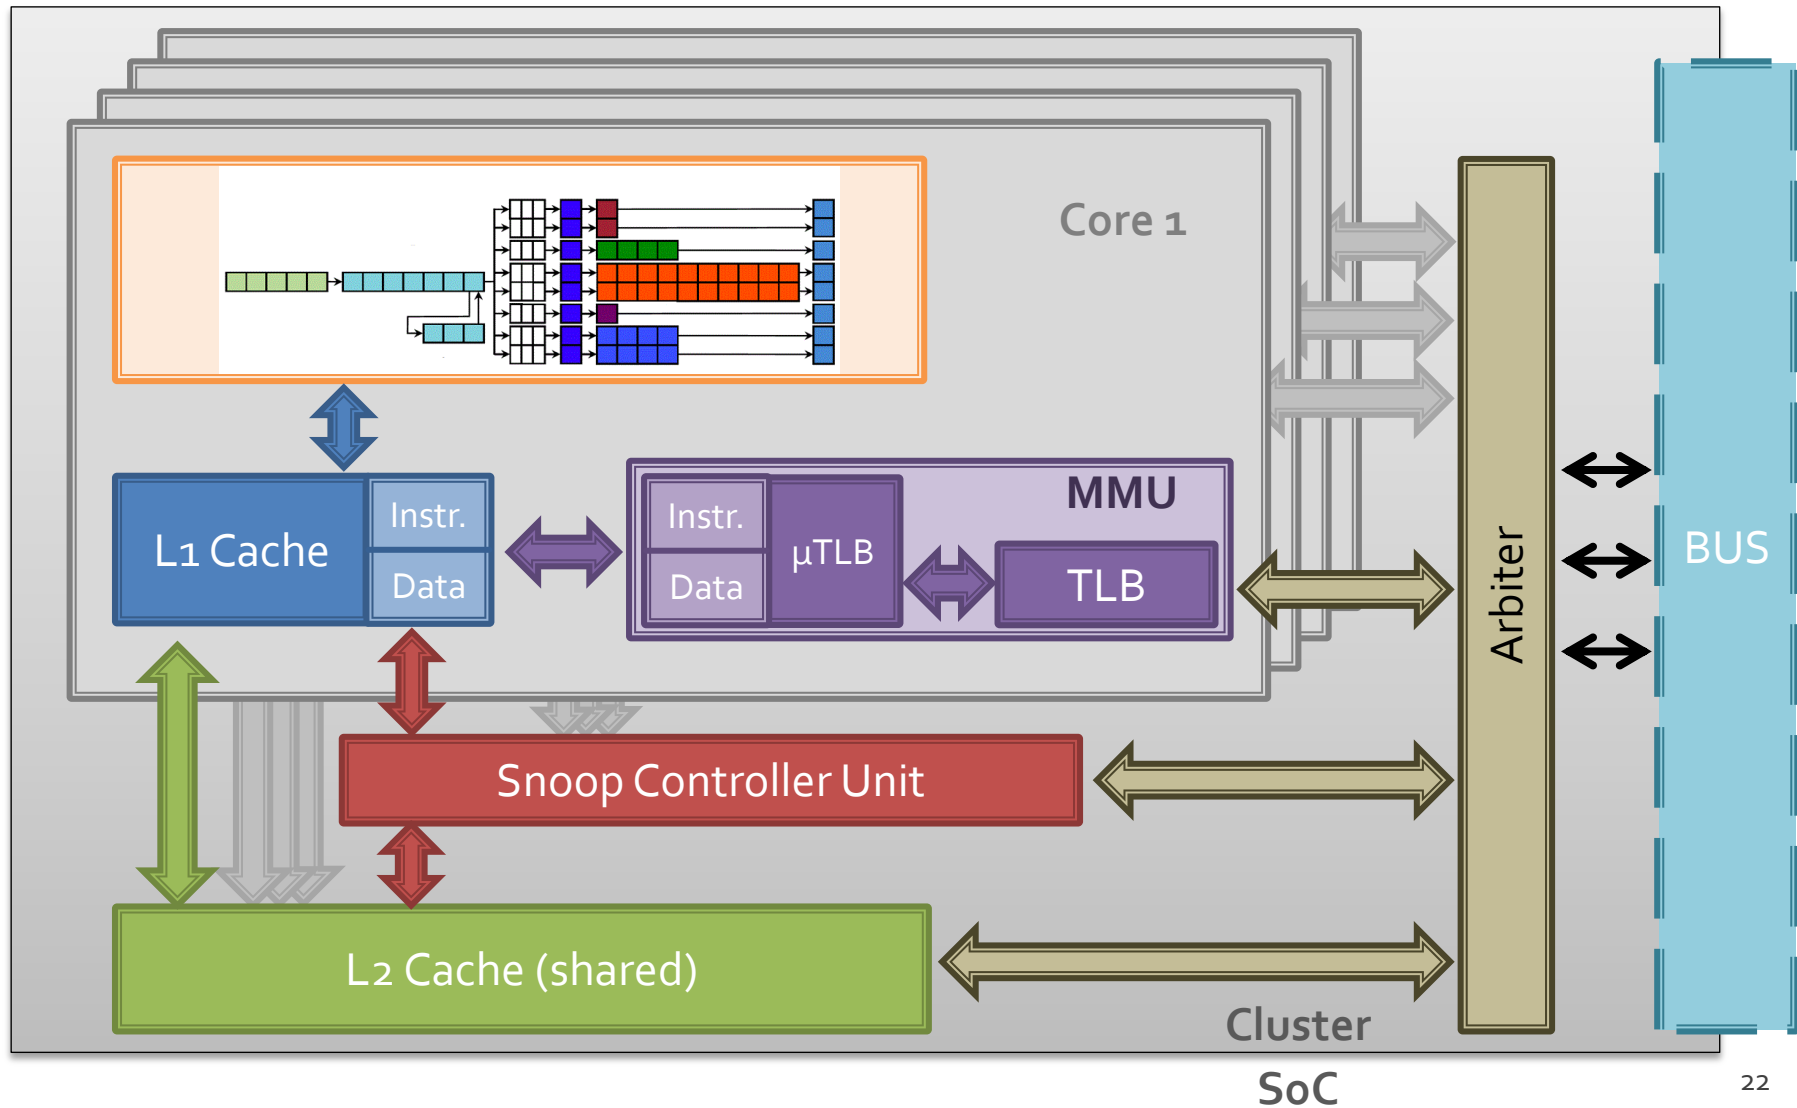 Core 1
MMU
L1 Cache
Instr.
Data
Instr.
Data
µTLB
TLB
Arbiter
BUS
Snoop Controller Unit
L2 Cache (shared)
Cluster
SoC
22